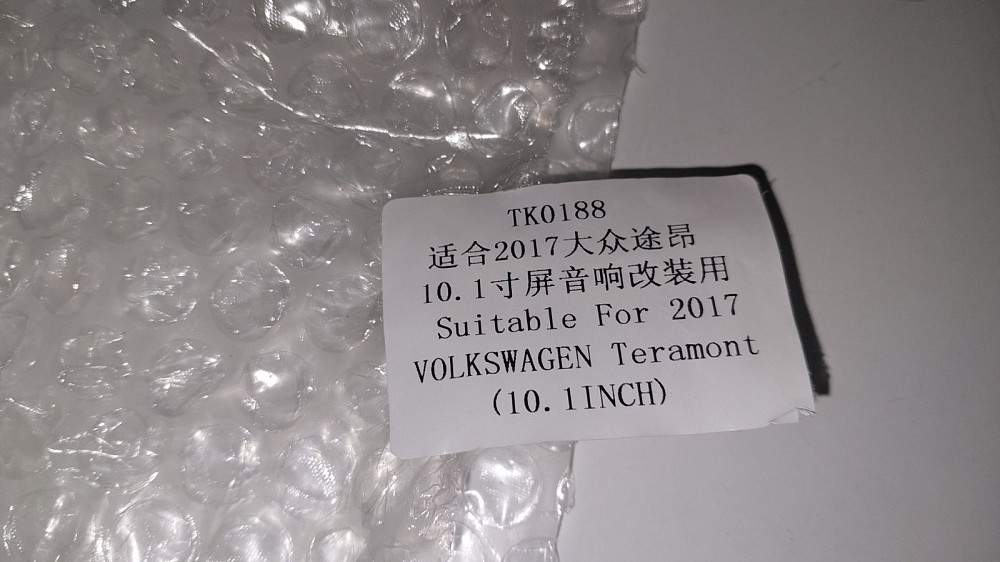 TK0188
适合2017大众途昂
10.1寸屏音响改装用
Suitable For 2017
VOLKSWAGEN Teramont
(10.1INCH)